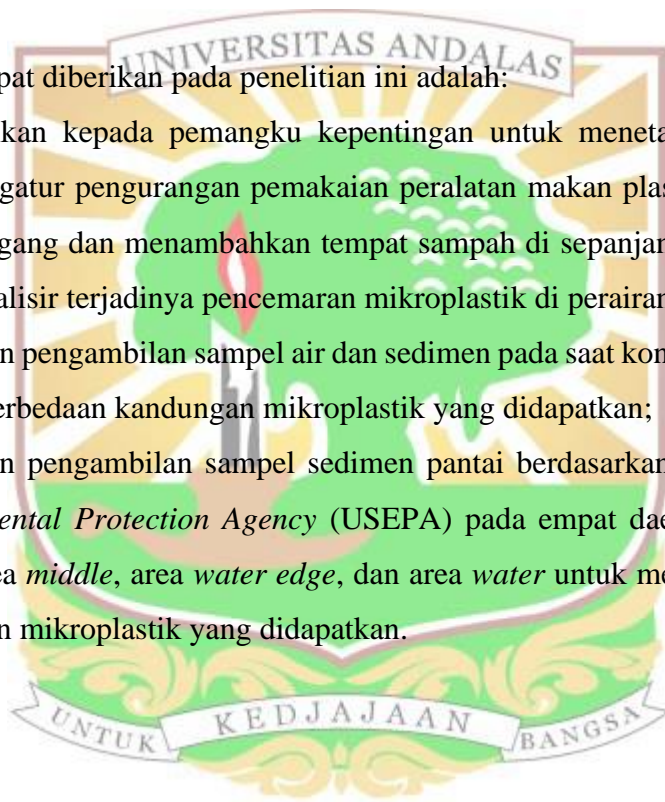 UNIVERSITAS ANDALAS
pat diberikan pada penelitian ini adalah:
kan kepada pemangku kepentingan untuk meneta
gatur pengurangan pemakaian peralatan makan plas
gang dan menambahkan tempat sampah di sepanjan
alisir terjadinya pencemaran mikroplastik di perairan
n pengambilan sampel air dan sedimen pada saat kon
erbedaan kandungan mikroplastik yang didapatkan;
n pengambilan sampel sedimen pantai berdasarkan
ental Protection Agency (USEPA) pada empat dae
ea middle, area water edge, dan area water untuk me
n mikroplastik yang didapatkan.
UNTUK KEDJAJAAN BANGSA